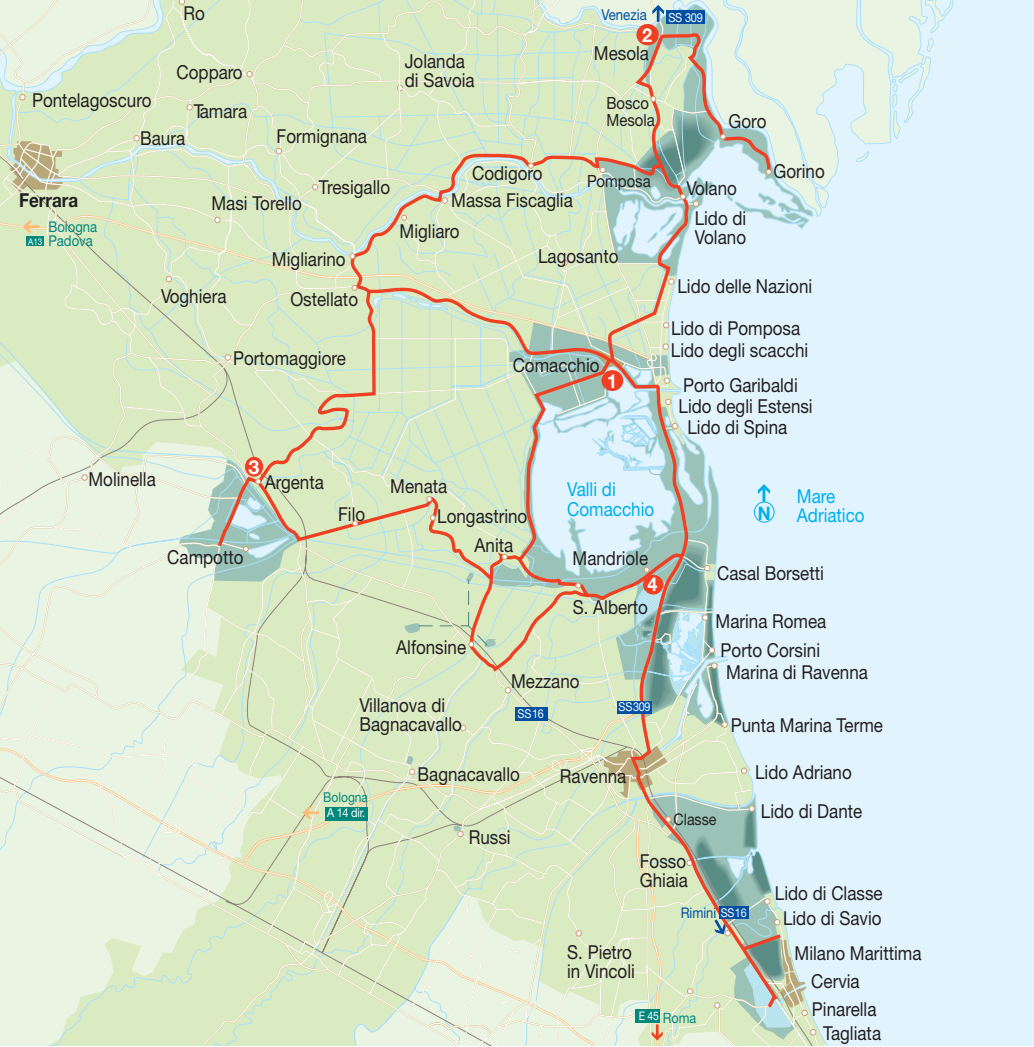 Ro
Venezia
SS 309
2
Mesola
Jolanda
di Savoia
Copparo
Pontelagoscuro
Tamara
Bosco
Mesola
Goro
Baura
Formignana
Gorino
Codigoro
Pomposa
Tresigallo
Volano
Ferrara
Masi Torello
Massa Fiscaglia
Lido di
Volano
Bologna
A13
Padova
Migliaro
Migliarino
Lagosanto
Voghiera
Ostellato
Lido delle Nazioni
Lido di Pomposa
Lido degli scacchi
Portomaggiore
Comacchio
1
Porto Garibaldi
Lido degli Estensi
Lido di Spina
3
Molinella
Argenta
Menata
Valli di
Comacchio
N
Mare
Adriatico
Filo
Longastrino
Anita
Campotto
Mandriole
4
Casal Borsetti
S. Alberto
Marina Romea
Alfonsine
Porto Corsini
Marina di Ravenna
Mezzano
Villanova di
Bagnacavallo
SS16
SS309
Punta Marina Terme
Bagnacavallo
Ravenna
Lido Adriano
Bologna
A 14 dir.
Lido di Dante
Classe
Russi
Fosso
Ghiaia
Lido di Classe
Rimini
SS16
Lido di Savio
S. Pietro
in Vincoli
Milano Marittima
Cervia
Pinarella
E 45
Roma
Tagliata